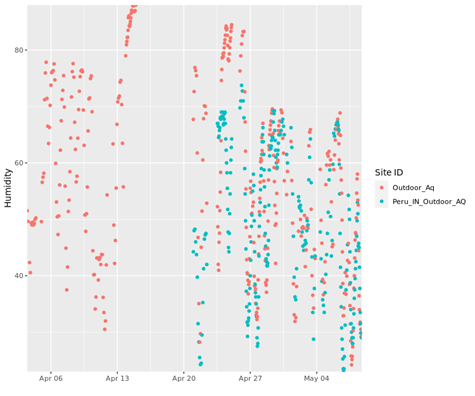 Humidity
80
60
40
Apr 06
Apr 13
Apr 20
Apr 27
May 04
Site ID
Outdoor_Aq
Peru_IN_Outdoor_AQ